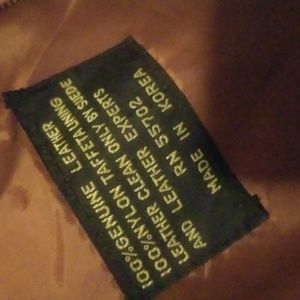 100% GENUINE LEATHER
100% NYLON TAFFETA LINING
LEATHER CLEAN ONLY BY SUEDE
AND LEATHER EXPERTS
RN 55702
MADE IN KOREA